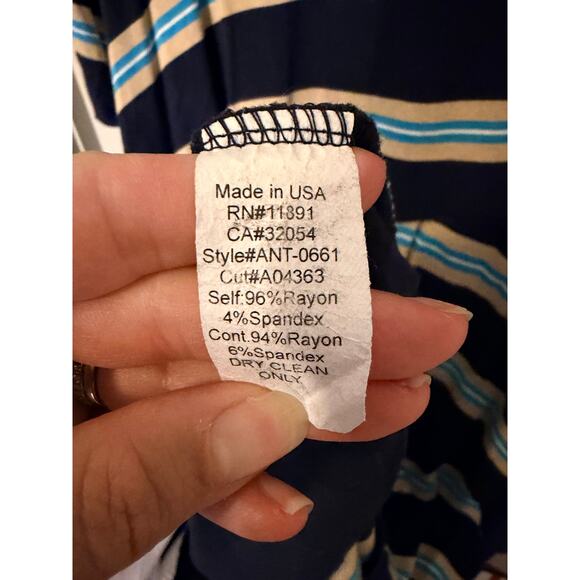 Made in USA
RN#11891
CA#32054
Style#ANT-0661
Cut#A04363
Self:96%Rayon
4%Spandex
Cont.94%Rayon
6%Spandex
DRY CLEAN
ONLY